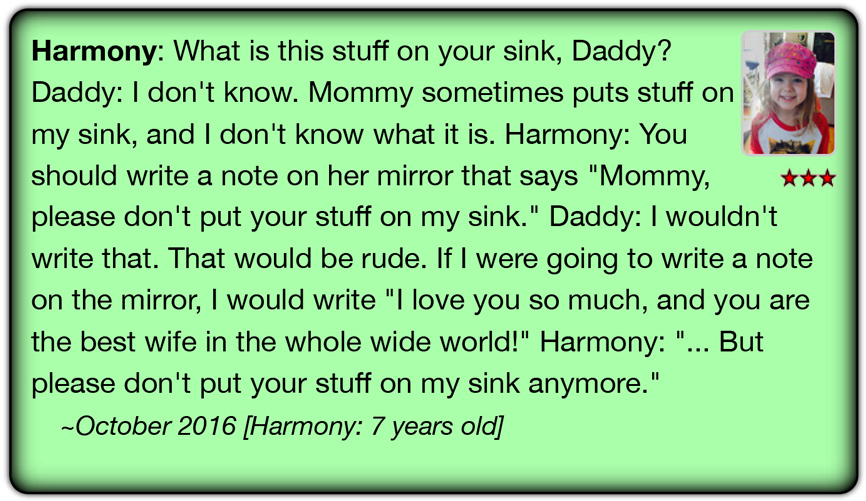 Harmony: What is this stuff on your sink, Daddy?
Daddy: I don't know. Mommy sometimes puts stuff on
my sink, and I don't know what it is. Harmony: You
should write a note on her mirror that says "Mommy,
please don't put your stuff on my sink." Daddy: I wouldn't
write that. That would be rude. If I were going to write a note
on the mirror, I would write "I love you so much, and you are
the best wife in the whole wide world!" Harmony: "... But
please don't put your stuff on my sink anymore."
~October 2016 [Harmony: 7 years old]